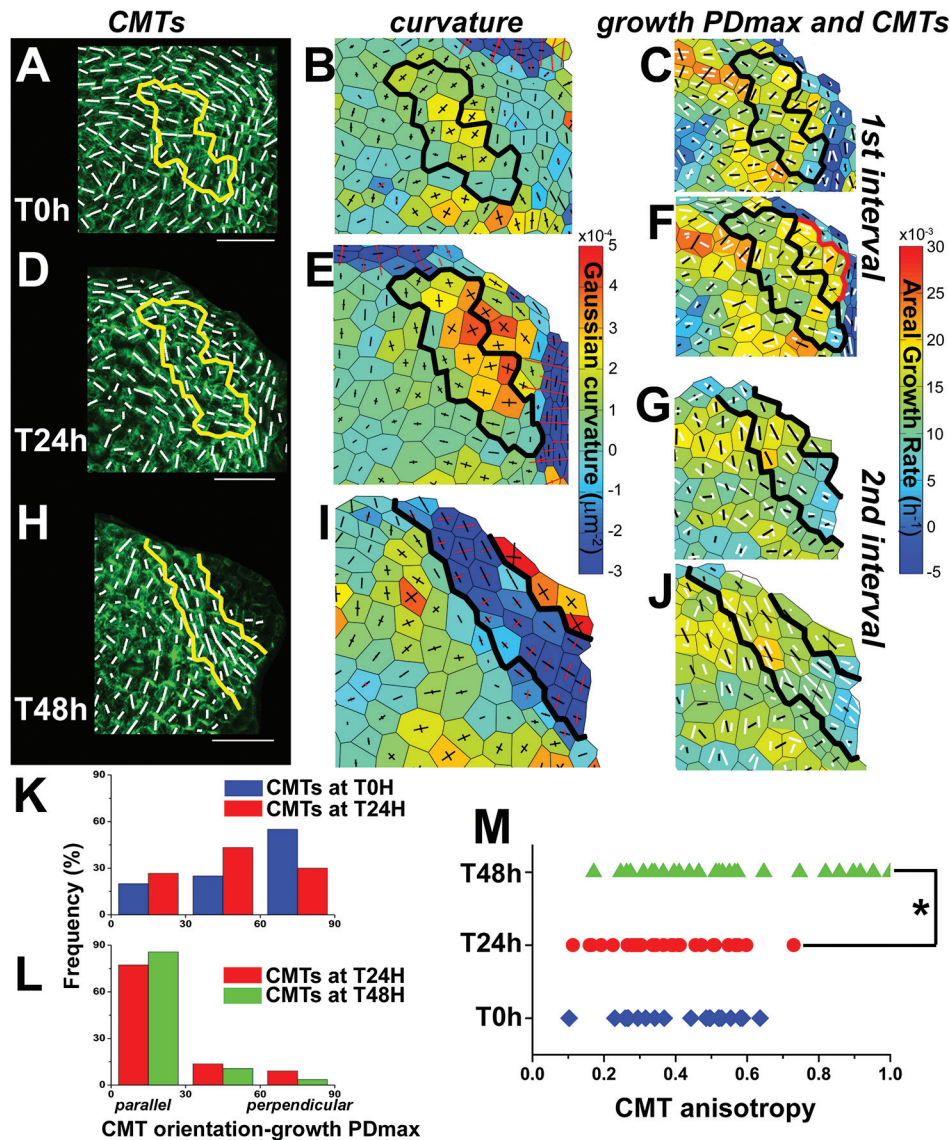 CMTs
curvature
growth PDmax and CMTs
A
B
C
T0h
1st interval
F
D
E
T24h
x10⁻⁴
5
4
3
2
1
0
-1
-2
-3
Gaussian curvature (μm⁻²)
x10⁻³
30
25
20
15
10
5
0
-5
Areal Growth Rate (h⁻¹)
G
2nd interval
H
I
J
T48h
K
90
60
30
0
CMTs at T0H
CMTs at T24H
0 30 60 90
Frequency (%)
L
90
60
30
0
CMTs at T24H
CMTs at T48H
parallel perpendicular
0 30 60 90
CMT orientation-growth PDmax
M
T48h
*
T24h
T0h
0.0 0.2 0.4 0.6 0.8 1.0
CMT anisotropy